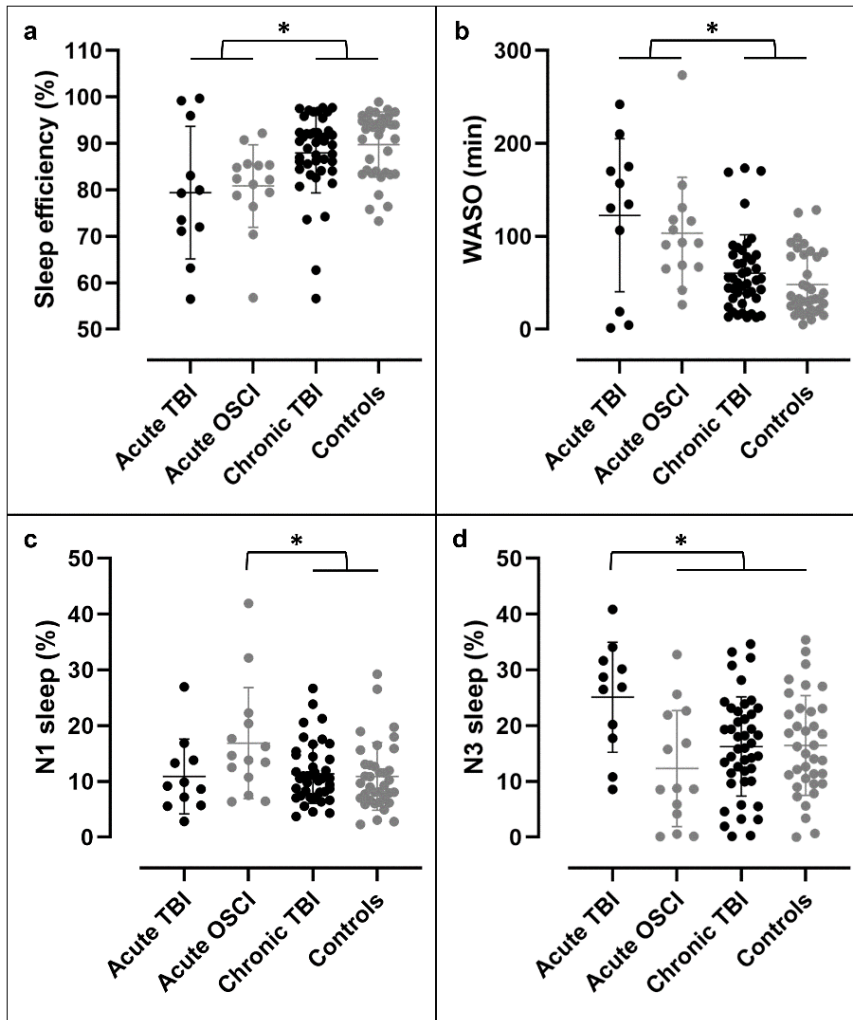 a
*
Sleep efficiency (%)
110
100
90
80
70
60
50
Acute TBI
Acute OSCI
Chronic TBI
Controls
b
*
WASO (min)
300
200
100
0
Acute TBI
Acute OSCI
Chronic TBI
Controls
c
*
N1 sleep (%)
50
40
30
20
10
0
Acute TBI
Acute OSCI
Chronic TBI
Controls
d
*
N3 sleep (%)
50
40
30
20
10
0
Acute TBI
Acute OSCI
Chronic TBI
Controls